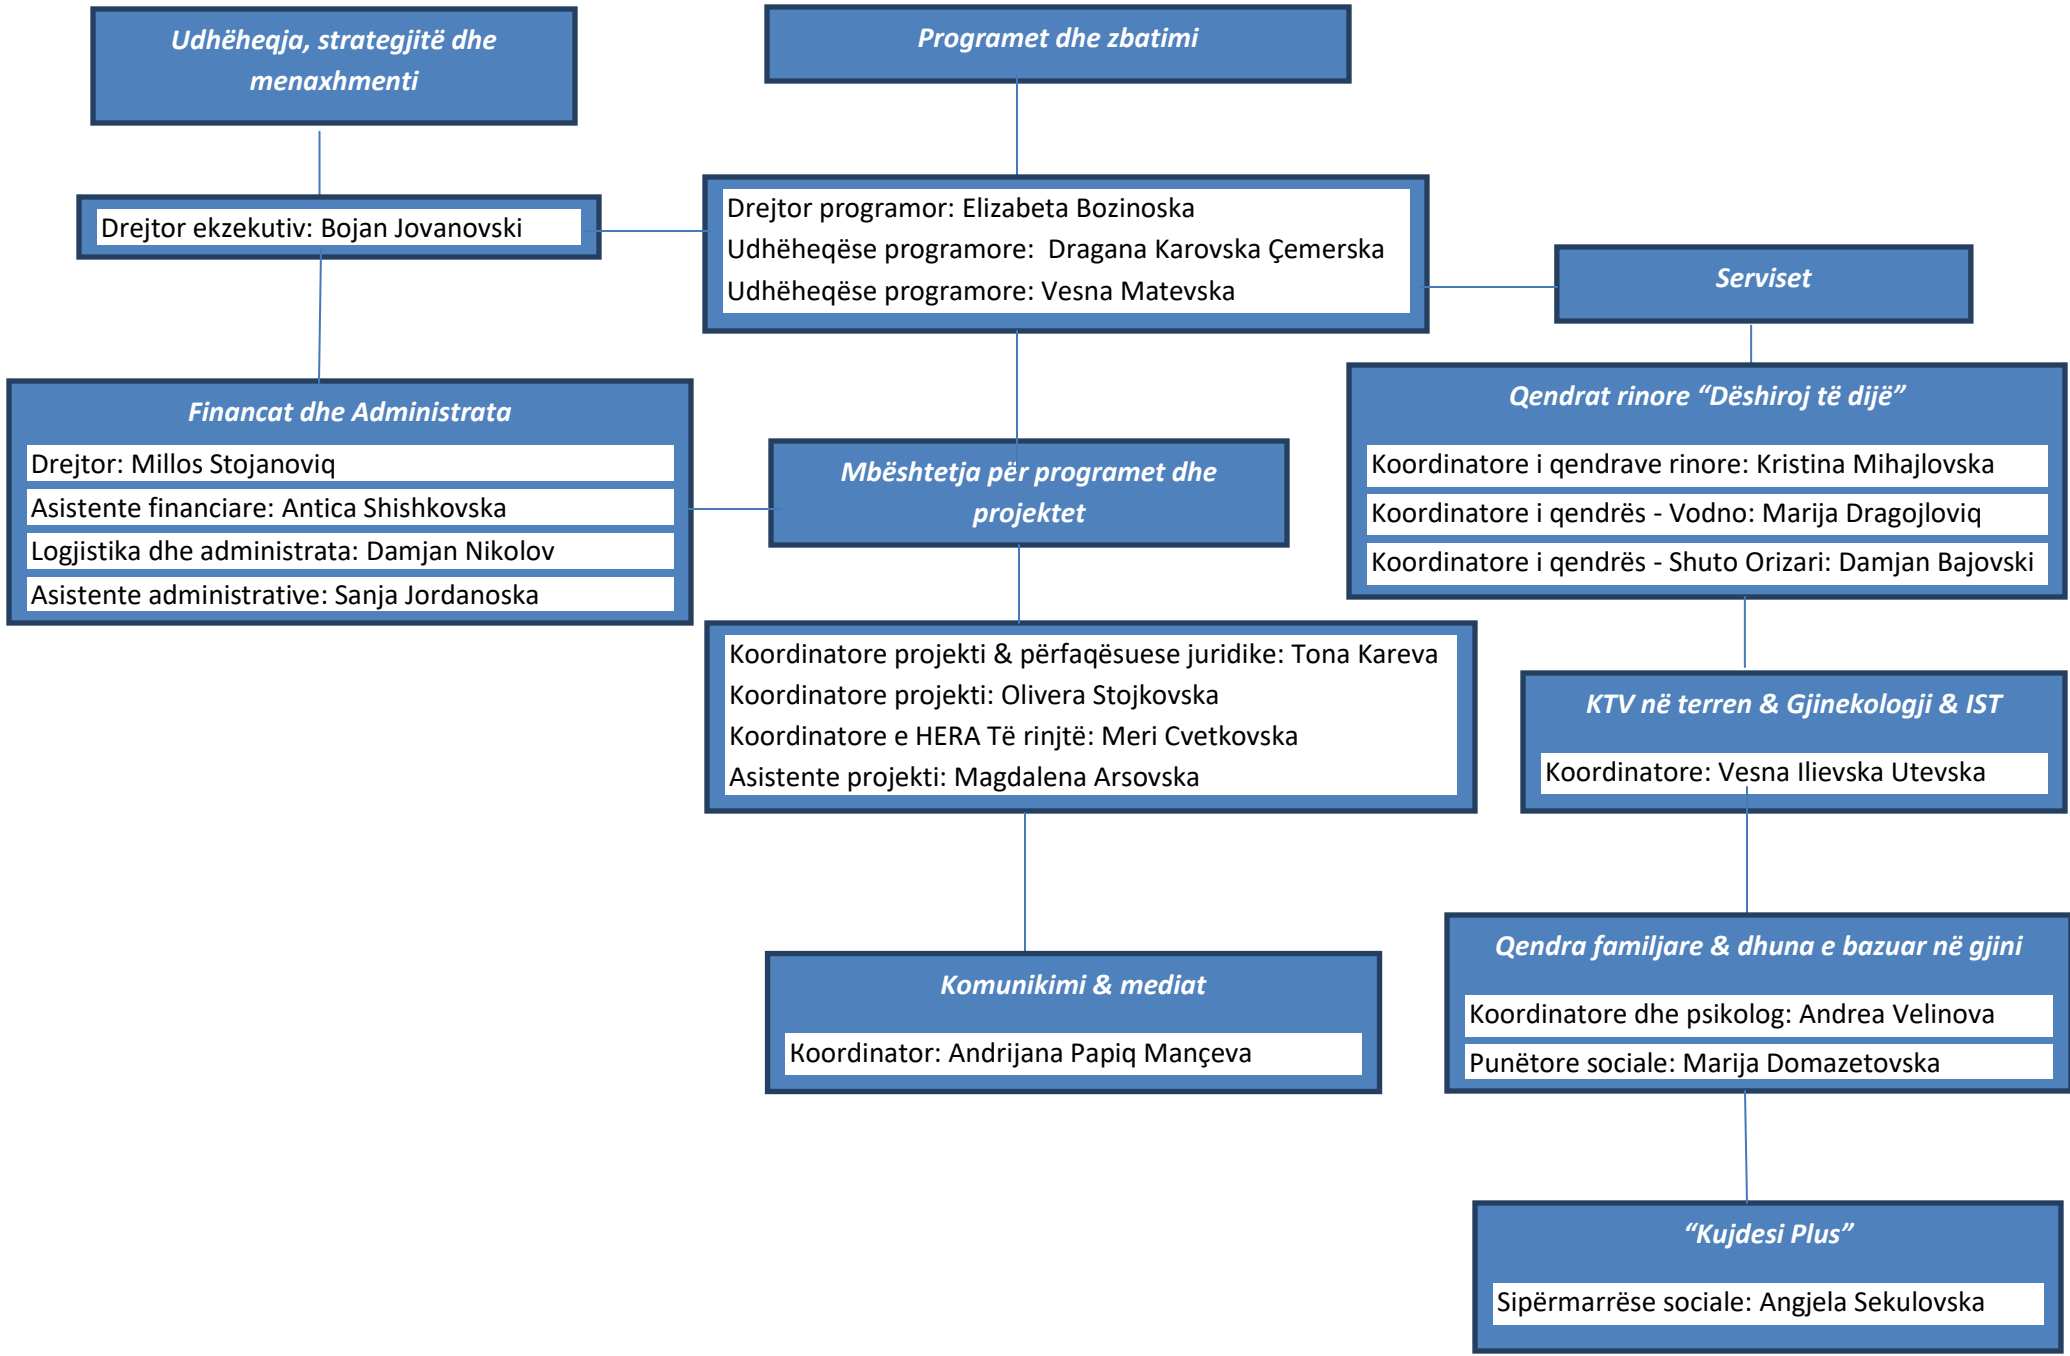 Udhëheqja, strategjitë dhe
menaxhmenti
Programet dhe zbatimi
Drejtor ekzekutiv: Bojan Jovanovski
Drejtor programor: Elizabeta Bozinoska
Udhëheqëse programore:  Dragana Karovska Çemerska
Udhëheqëse programore: Vesna Matevska
Serviset
Financat dhe Administrata
Drejtor: Millos Stojanoviq
Asistente financiare: Antica Shishkovska
Logjistika dhe administrata: Damjan Nikolov
Asistente administrative: Sanja Jordanoska
Mbështetja për programet dhe
projektet
Qendrat rinore “Dëshiroj të dijë”
Koordinatore i qendrave rinore: Kristina Mihajlovska
Koordinatore i qendrës - Vodno: Marija Dragojloviq
Koordinatore i qendrës - Shuto Orizari: Damjan Bajovski
Koordinatore projekti & përfaqësuese juridike: Tona Kareva
Koordinatore projekti: Olivera Stojkovska
Koordinatore e HERA Të rinjtë: Meri Cvetkovska
Asistente projekti: Magdalena Arsovska
KTV në terren & Gjinekologji & IST
Koordinatore: Vesna Ilievska Utevska
Komunikimi & mediat
Koordinator: Andrijana Papiq Mançeva
Qendra familjare & dhuna e bazuar në gjini
Koordinatore dhe psikolog: Andrea Velinova
Punëtore sociale: Marija Domazetovska
“Kujdesi Plus”
Sipërmarrëse sociale: Angjela Sekulovska